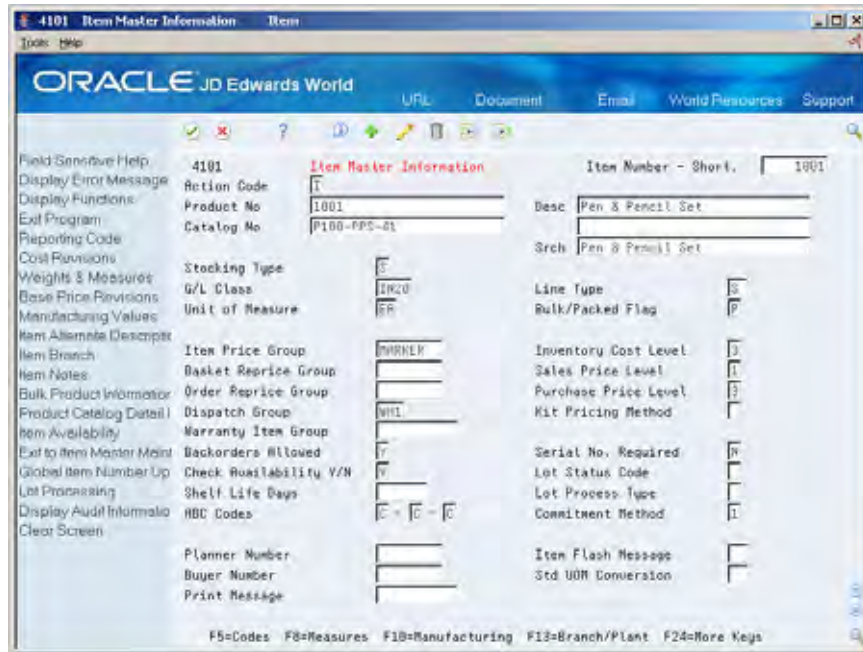 4101 Item Master Information Item
Tools Help
ORACLE JD Edwards World
URL Document Email World Resources Support
Field Sensitive Help
Display Error Message
Display Functions
Exit Program
Reporting Code
Cost Revisions
Weights & Measures
Base Price Revisions
Manufacturing Values
Item Alternate Descriptio
Item Branch
Item Notes
Bulk Product Information
Product Catalog Detail I
Item Availability
Exit to Item Master Maint
Global Item Number Up
Lot Processing
Display Audit Informatio
Clear Screen
4101 Item Master Information Item Number - Short. 1001
Action Code I
Product No 1001 Desc Pen & Pencil Set
Catalog No P100-PPS-01
Srch Pen & Pencil Set
Stocking Type S
G/L Class IN20 Line Type S
Unit of Measure EA Bulk/Packed Flag P
Item Price Group MARKER Inventory Cost Level 3
Basket Reprice Group Sales Price Level 1
Order Reprice Group Purchase Price Level 3
Dispatch Group WH1 Kit Pricing Method
Warranty Item Group
Backorders Allowed Y Serial No. Required N
Check Availability Y/N Lot Status Code
Shelf Life Days Lot Process Type
ABC Codes C - C - C Commitment Method 1
Planner Number Item Flash Message
Buyer Number Std UOM Conversion
Print Message
F5=Codes F8=Measures F10=Manufacturing F13=Branch/Plant F24=More Keys